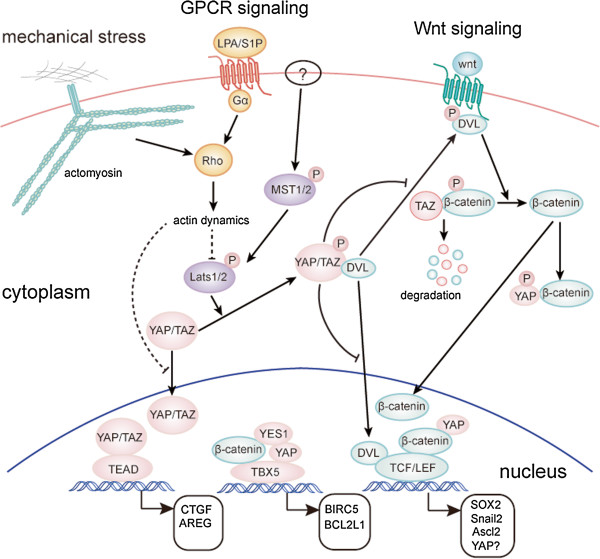 GPCR signaling
Wnt signaling
mechanical stress
LPA/S1P
?
wnt
Gα
P
DVL
actomyosin
Rho
P
MST1/2
P
TAZ
β-catenin
β-catenin
actin dynamics
P
Lats1/2
P
YAP/TAZ
DVL
degradation
P
YAP
β-catenin
cytoplasm
YAP/TAZ
YAP/TAZ
β-catenin
YAP/TAZ
TEAD
YES1
β-catenin
YAP
TBX5
YAP
β-catenin
DVL
TCF/LEF
nucleus
CTGF
AREG
BIRC5
BCL2L1
SOX2
Snail2
Ascl2
YAP?